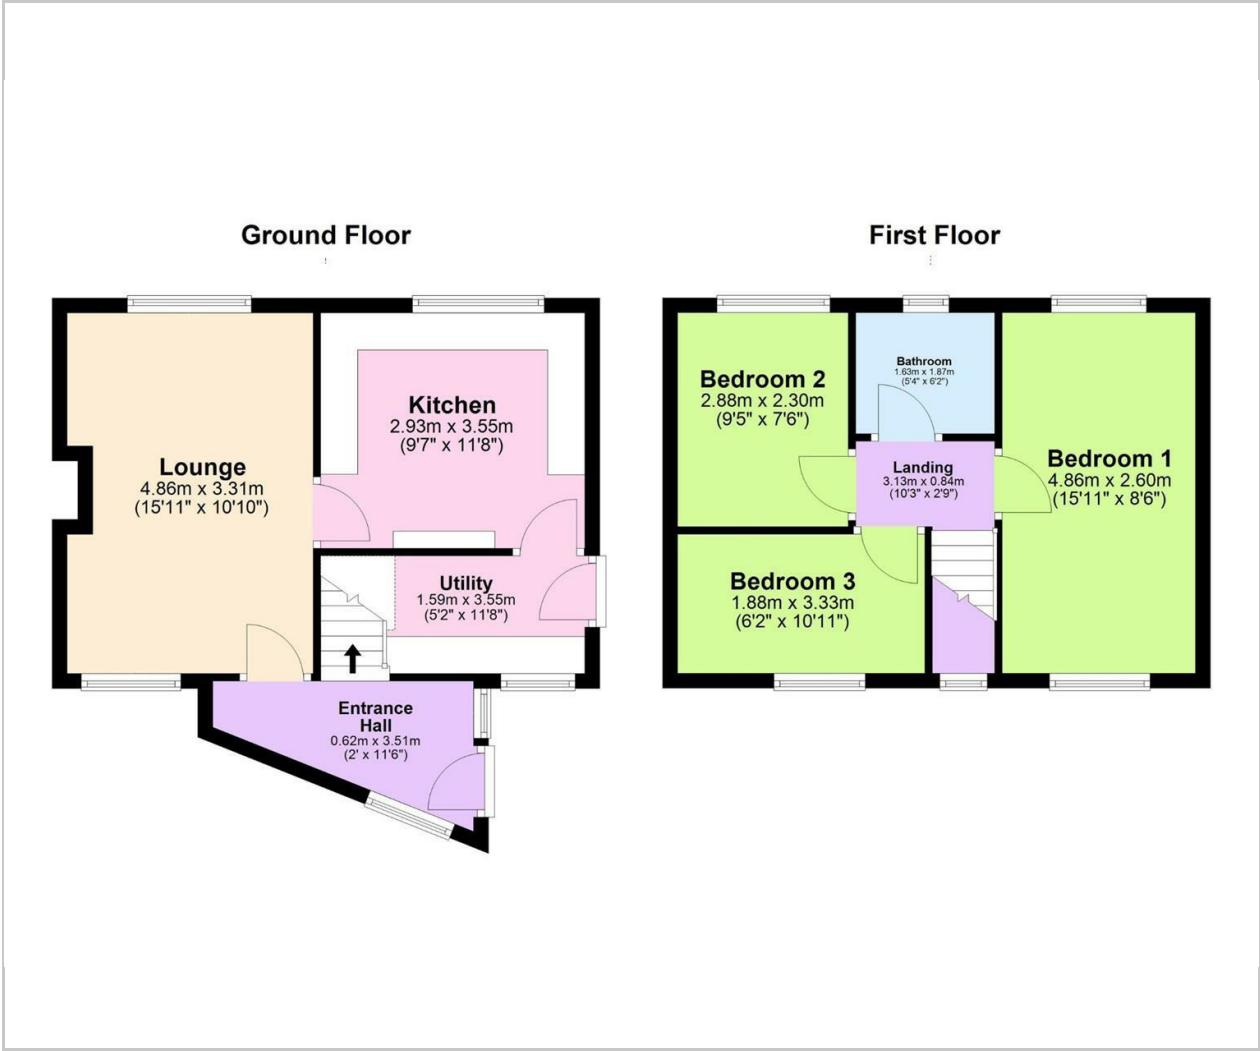 Ground Floor
First Floor
Lounge
4.86m x 3.31m
(15'11" x 10'10")
Kitchen
2.93m x 3.55m
(9'7" x 11'8")
Utility
1.59m x 3.55m
(5'2" x 11'8")
Entrance
Hall
0.62m x 3.51m
(2' x 11'6")
Bedroom 2
2.88m x 2.30m
(9'5" x 7'6")
Bathroom
1.63m x 1.87m
(5'4" x 6'2")
Landing
3.13m x 0.84m
(10'3" x 2'9")
Bedroom 1
4.86m x 2.60m
(15'11" x 8'6")
Bedroom 3
1.88m x 3.33m
(6'2" x 10'11")